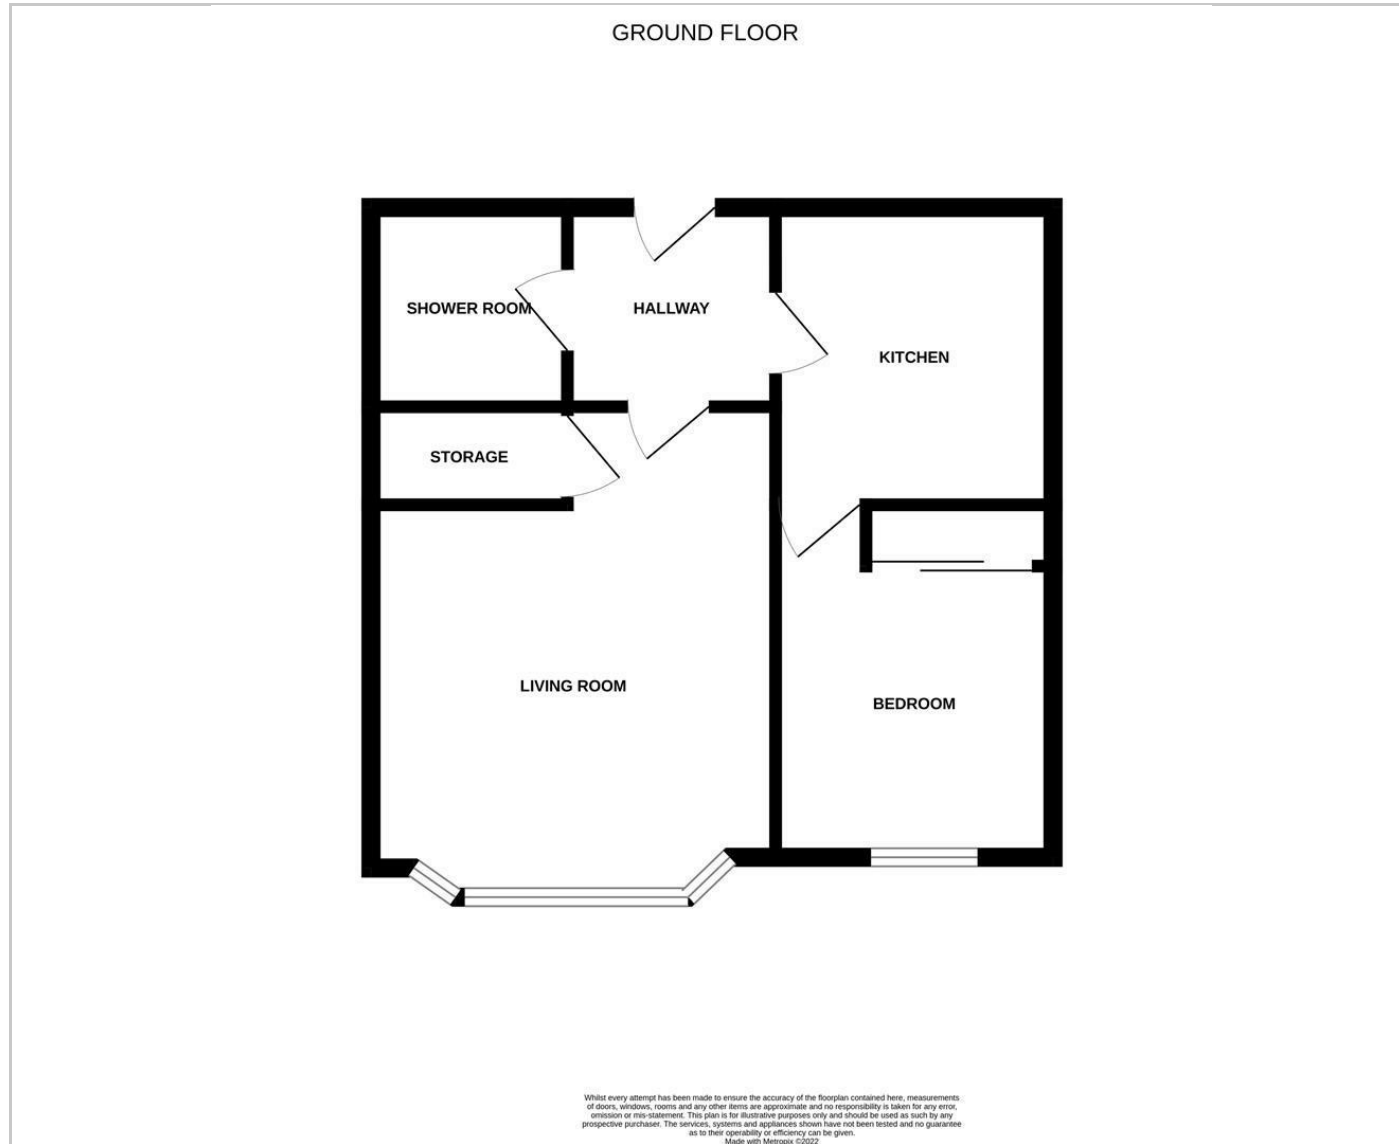 GROUND FLOOR
SHOWER ROOM
HALLWAY
KITCHEN
STORAGE
LIVING ROOM
BEDROOM
Whilst every attempt has been made to ensure the accuracy of the floorplan contained here, measurements
of doors, windows, rooms and any other items are approximate and no responsibility is taken for any error,
omission or mis-statement. This plan is for illustrative purposes only and should be used as such by any
prospective purchaser. The services, systems and appliances shown have not been tested and no guarantee
as to their operability or efficiency can be given.
Made with Metropix ©2022